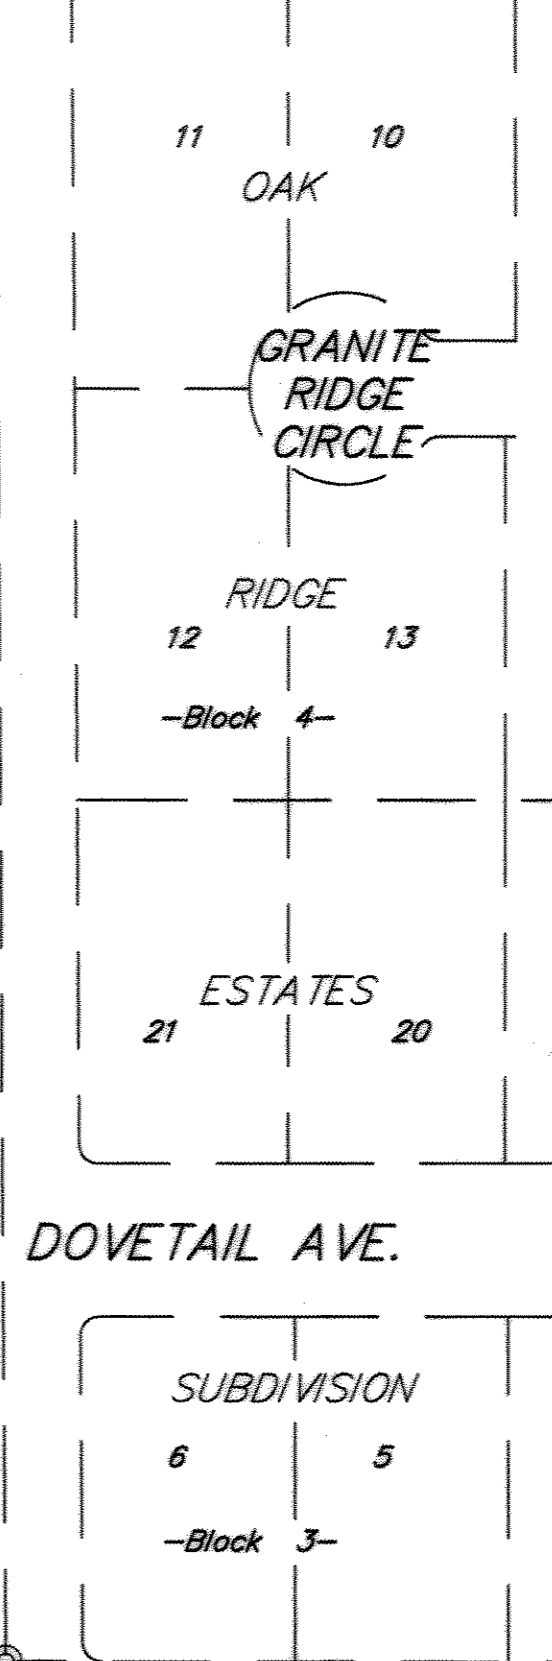 11 10
OAK
GRANITE
RIDGE
CIRCLE
RIDGE
12 13
-Block 4-
ESTATES
21 20
DOVETAIL AVE.
SUBDIVISION
6 5
-Block 3-